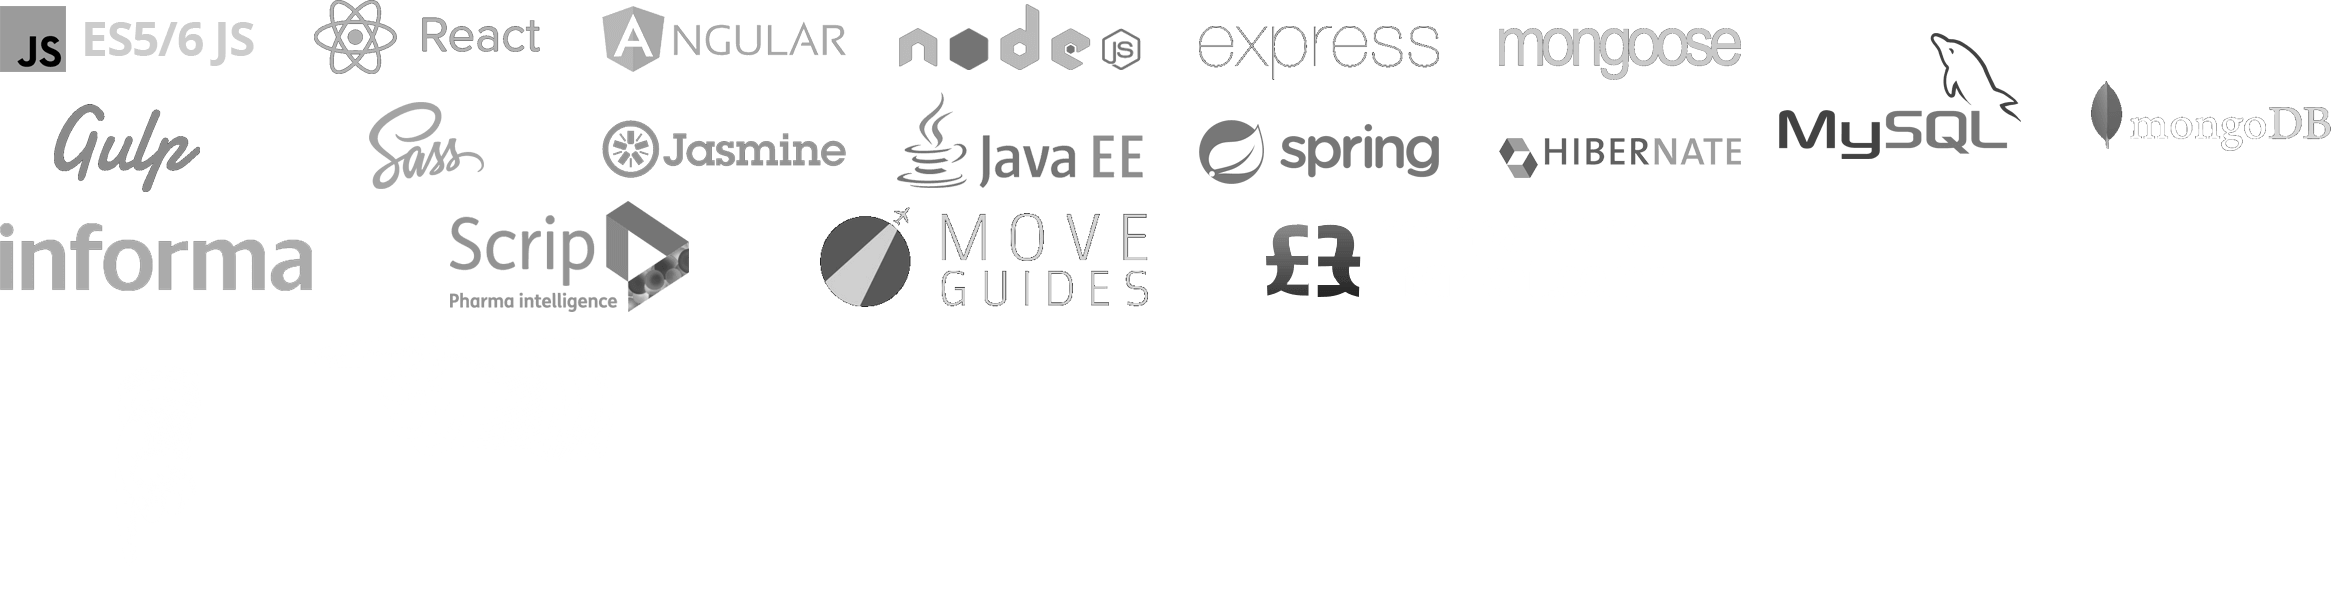 JS ES5/6 JS React ANGULAR node JS express mongoose
Gulp Sass Jasmine Java EE spring HIBERNATE MySQL mongoDB
informa Scrip MOVE
Pharma intelligence GUIDES
££